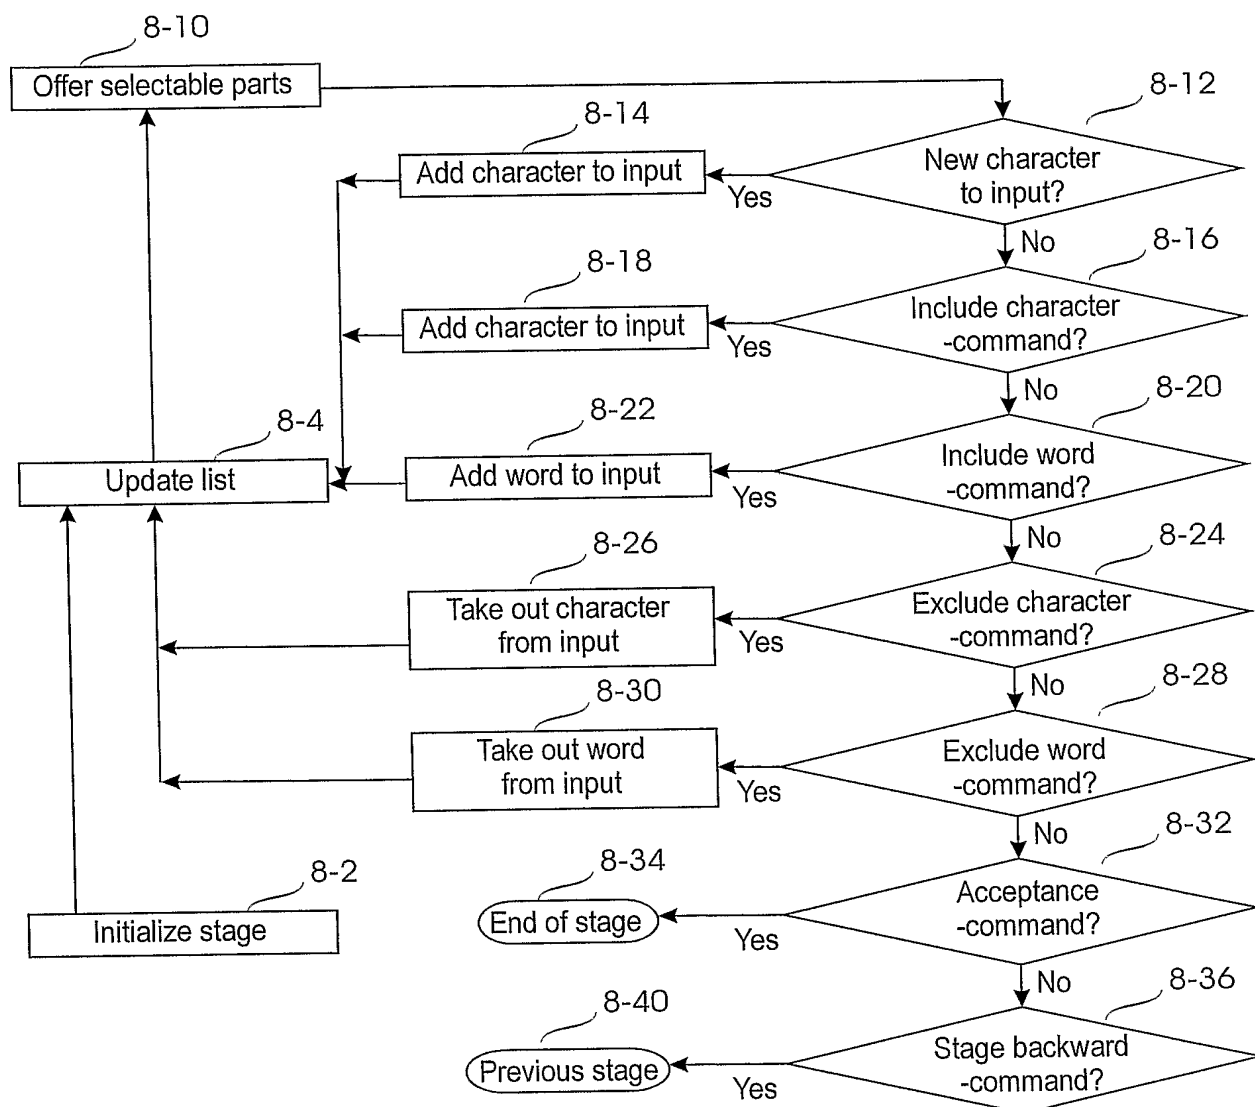 8-10
Offer selectable parts
8-12
New character
to input?
8-14
Add character to input
Yes
No
8-16
Include character
-command?
8-18
Add character to input
Yes
No
8-20
Include word
-command?
8-22
Add word to input
Yes
8-4
Update list
No
8-24
Exclude character
-command?
8-26
Take out character
from input
Yes
No
8-28
Exclude word
-command?
8-30
Take out word
from input
Yes
No
8-32
Acceptance
-command?
8-34
End of stage
Yes
8-2
Initialize stage
No
8-36
Stage backward
-command?
8-40
Previous stage
Yes